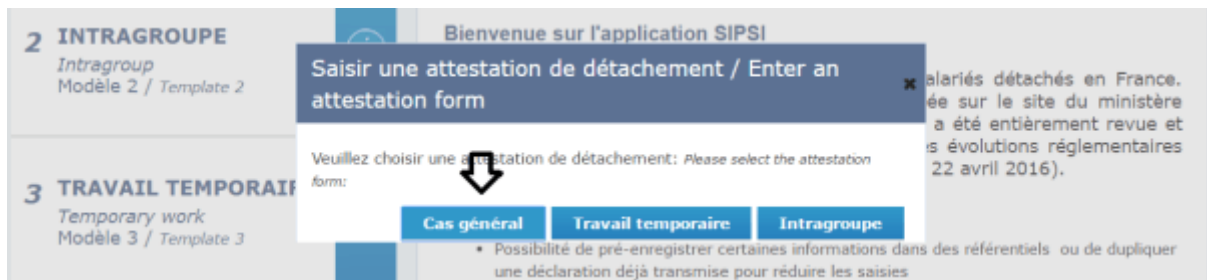 2 INTRAGROUPE
Intragroup
Modèle 2 / Template 2
3 TRAVAIL TEMPORAIR
Temporary work
Modèle 3 / Template 3
Bienvenue sur l'application SIPSI
Saisir une attestation de détachement / Enter an
attestation form
Veuillez choisir une attestation de détachement: Please select the attestation
form:
Cas général Travail temporaire Intragroupe
alariés détachés en France.
ée sur le site du ministère
a été entièrement revue et
s évolutions réglementaires
22 avril 2016).
• Possibilité de pré-enregistrer certaines informations dans des référentiels ou de dupliquer
une déclaration déjà transmise pour réduire les saisies